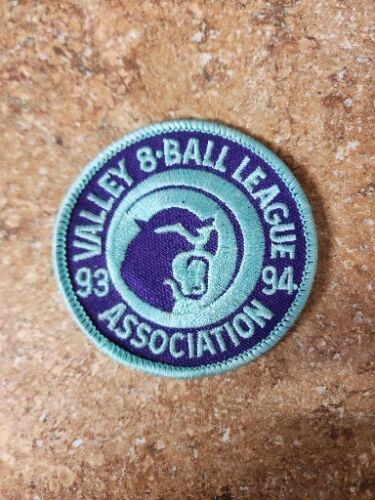 VALLEY 8-BALL LEAGUE
93 94
ASSOCIATION